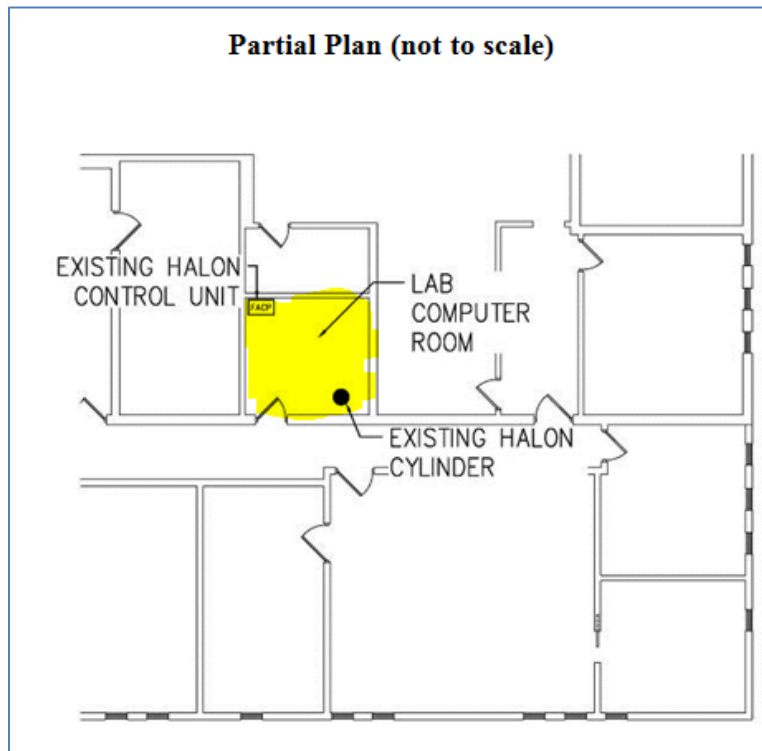 Partial Plan (not to scale)
EXISTING HALON
CONTROL UNIT
FACP
LAB
COMPUTER
ROOM
EXISTING HALON
CYLINDER